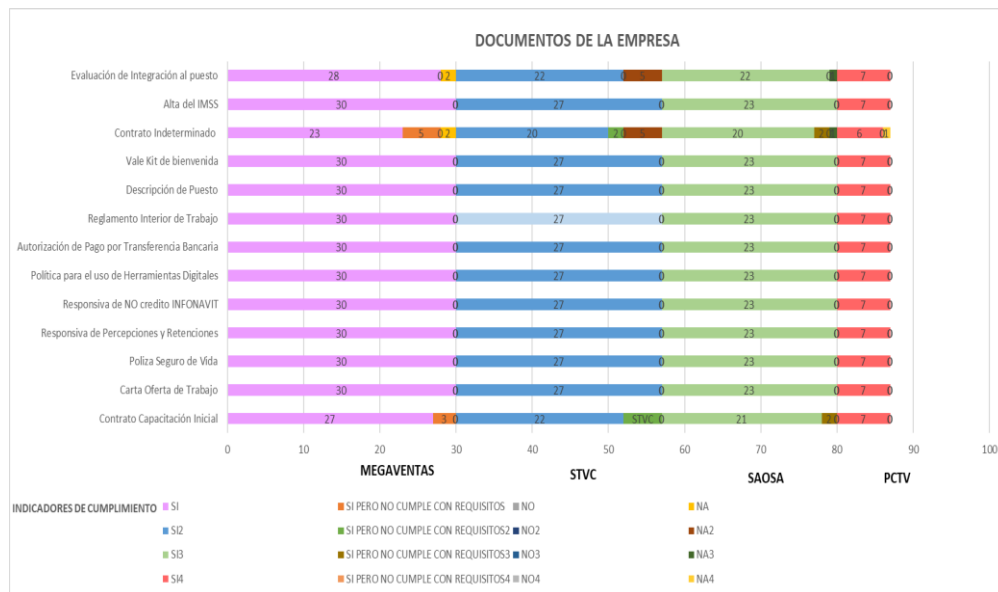 DOCUMENTOS DE LA EMPRESA
Evaluación de Integración al puesto 28 0 2 22 0 5 22 0 7 0
Alta del IMSS 30 0 27 0 23 0 7 0
Contrato Indeterminado 23 5 0 2 20 2 0 5 20 2 0 6 0 1
Vale Kit de bienvenida 30 0 27 0 23 0 7 0
Descripción de Puesto 30 0 27 0 23 0 7 0
Reglamento Interior de Trabajo 30 0 27 0 23 0 7 0
Autorización de Pago por Transferencia Bancaria 30 0 27 0 23 0 7 0
Política para el uso de Herramientas Digitales 30 0 27 0 23 0 7 0
Responsiva de NO credito INFONAVIT 30 0 27 0 23 0 7 0
Responsiva de Percepciones y Retenciones 30 0 27 0 23 0 7 0
Poliza Seguro de Vida 30 0 27 0 23 0 7 0
Carta Oferta de Trabajo 30 0 27 0 23 0 7 0
Contrato Capacitación Inicial 27 3 0 22 STVC 0 21 2 0 7 0
0 10 20 30 40 50 60 70 80 90 100
MEGAVENTAS STVC SAOSA PCTV
INDICADORES DE CUMPLIMIENTO SI SI PERO NO CUMPLE CON REQUISITOS NO NA
SI2 SI PERO NO CUMPLE CON REQUISITOS2 NO2 NA2
SI3 SI PERO NO CUMPLE CON REQUISITOS3 NO3 NA3
SI4 SI PERO NO CUMPLE CON REQUISITOS4 NO4 NA4